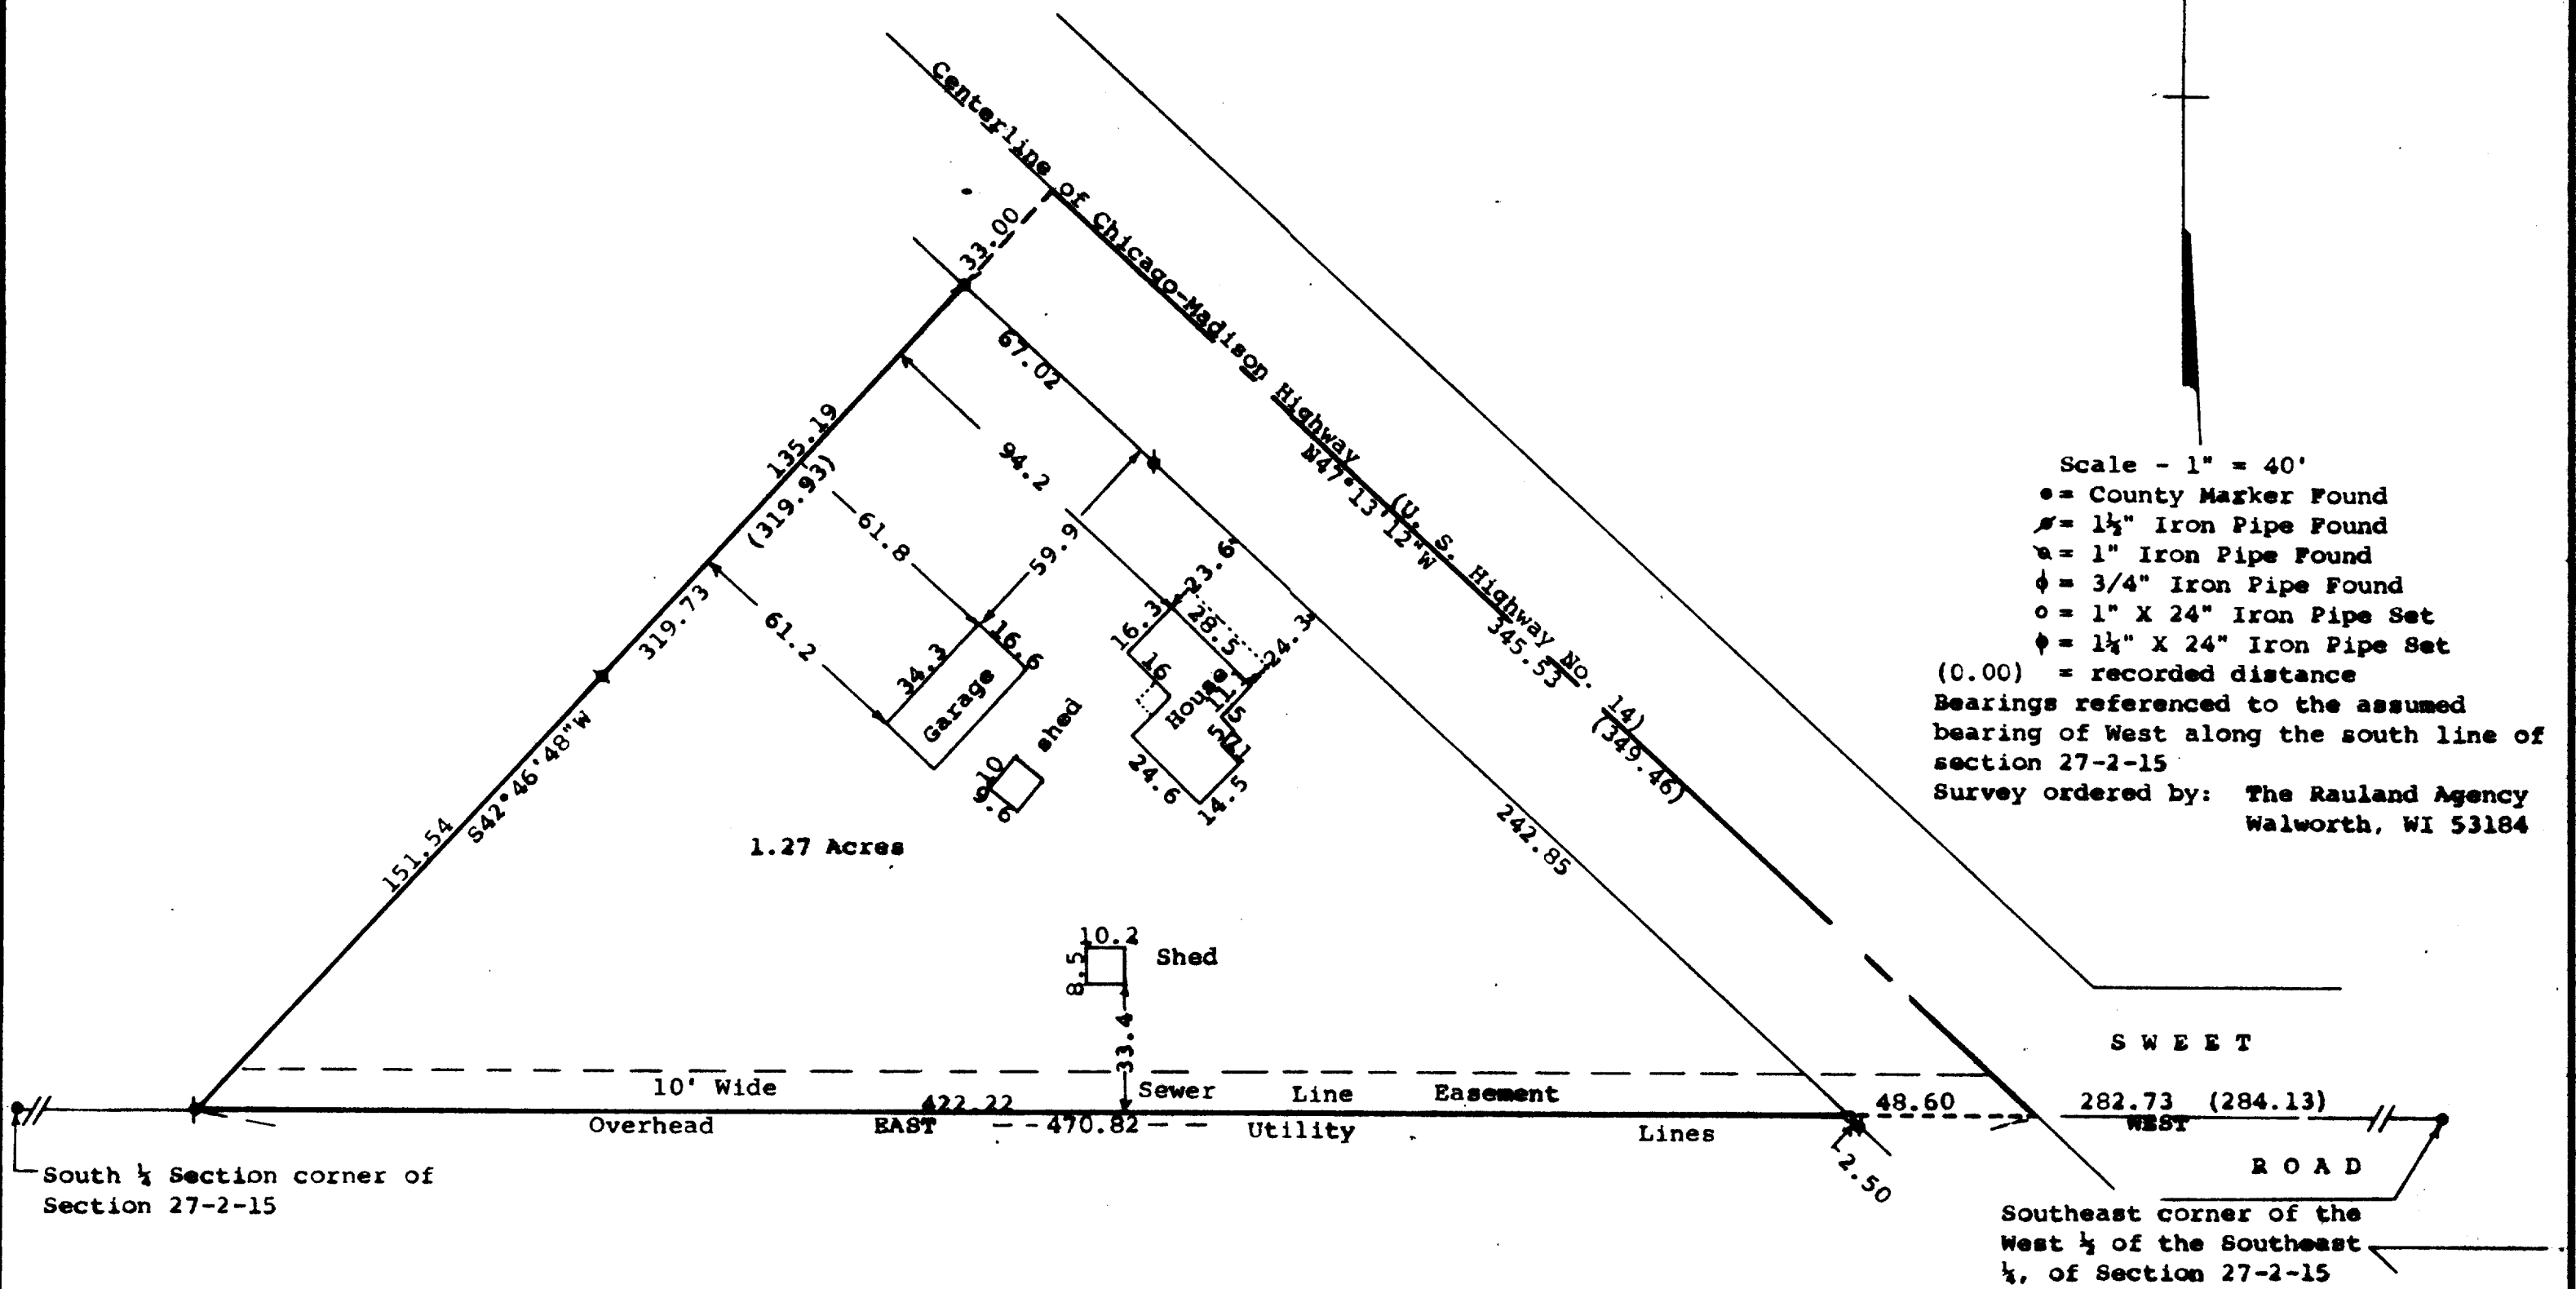 Centerline of Chicago-Madison Highway (U. S. Highway No. 14)
N47°13'12"W
345.53
(349.46)
33.00
67.02
135.19
(319.93)
94.2
61.8
59.9
23.6
319.73
61.2
16.3
28.5
24.3
34.3
16.6
16
Garage
House
shed
24.6
14.5
10
9.6
S42°46'48"W
151.54
242.85
1.27 Acres
10.2
8.5
Shed
33.4
10' Wide Sewer Line Easement
422.22
Overhead EAST 470.82 Utility Lines
48.60
282.73 (284.13)
WEST
2.50
SWEET
ROAD
South ¼ Section corner of
Section 27-2-15
Southeast corner of the
West ½ of the Southeast
¼, of Section 27-2-15
Scale - 1" = 40'
= County Marker Found
= 1½" Iron Pipe Found
= 1" Iron Pipe Found
= 3/4" Iron Pipe Found
= 1" X 24" Iron Pipe Set
= 1¼" X 24" Iron Pipe Set
(0.00) = recorded distance
Bearings referenced to the assumed
bearing of West along the south line of
section 27-2-15
Survey ordered by: The Rauland Agency
Walworth, WI 53184